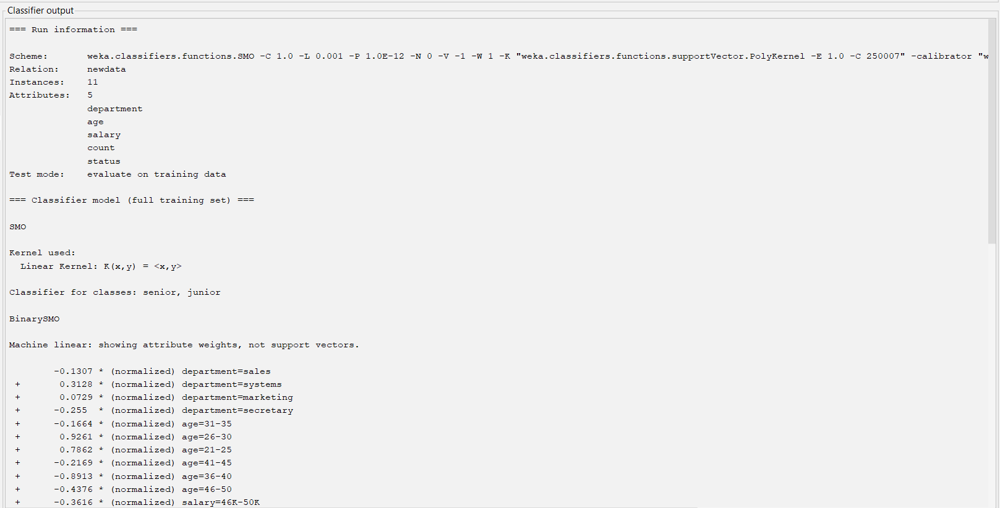 Classifier output
=== Run information ===
Scheme:       weka.classifiers.functions.SMO -C 1.0 -L 0.001 -P 1.0E-12 -N 0 -V -1 -W 1 -K "weka.classifiers.functions.supportVector.PolyKernel -E 1.0 -C 250007" -calibrator "w
Relation:     newdata
Instances:    11
Attributes:   5
              department
              age
              salary
              count
              status
Test mode:    evaluate on training data
=== Classifier model (full training set) ===
SMO
Kernel used:
  Linear Kernel: K(x,y) = <x,y>
Classifier for classes: senior, junior
BinarySMO
Machine linear: showing attribute weights, not support vectors.
        -0.1307 * (normalized) department=sales
 +       0.3128 * (normalized) department=systems
 +       0.0729 * (normalized) department=marketing
 +      -0.255  * (normalized) department=secretary
 +      -0.1664 * (normalized) age=31-35
 +       0.9261 * (normalized) age=26-30
 +       0.7862 * (normalized) age=21-25
 +      -0.2169 * (normalized) age=41-45
 +      -0.8913 * (normalized) age=36-40
 +      -0.4376 * (normalized) age=46-50
 +      -0.3616 * (normalized) salary=46K-50K